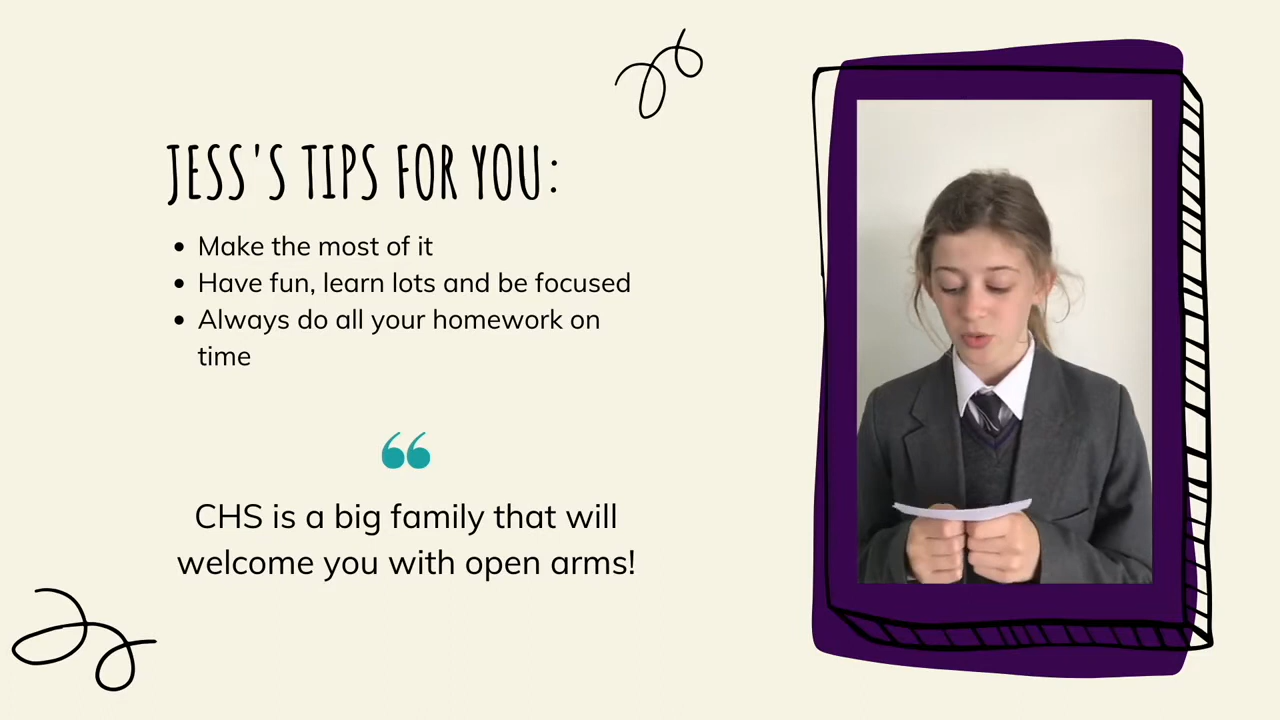 JESS'S TIPS FOR YOU:
• Make the most of it
• Have fun, learn lots and be focused
• Always do all your homework on
time
“
CHS is a big family that will
welcome you with open arms!